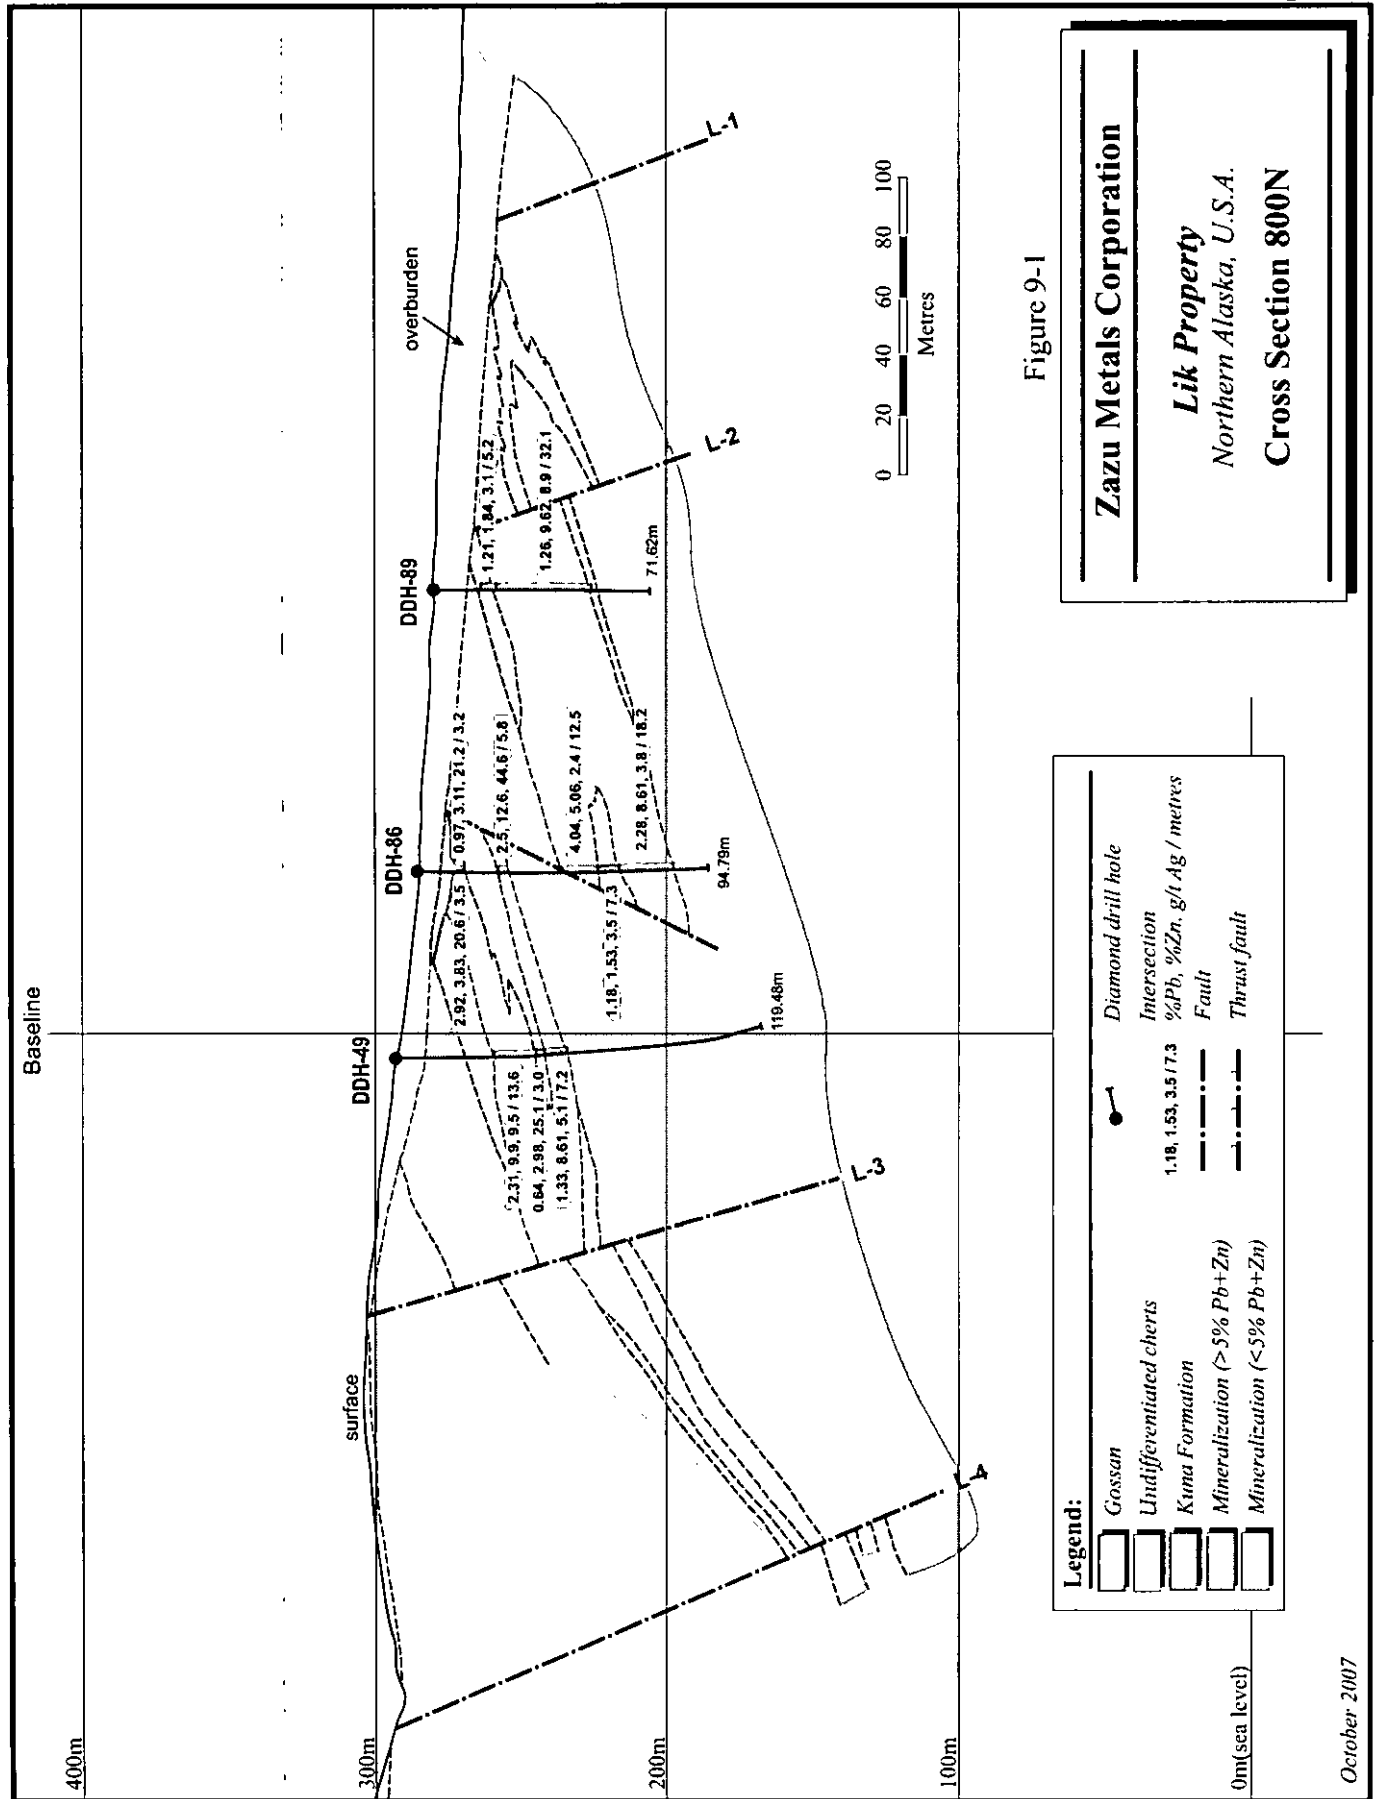 Baseline
400m
300m
200m
100m
0m(sea level)
surface
overburden
DDH-49
DDH-86
DDH-89
2.92, 3.83, 20.6 / 3.5
0.97, 3.11, 21.2 / 3.2
2.5, 12.6, 44.6 / 5.8
4.04, 5.06, 2.4 / 12.5
1.18, 1.53, 3.5 / 7.3
2.28, 8.61, 3.8 / 18.2
1.21, 1.84, 3.1 / 5.2
1.26, 9.62, 8.9 / 32.1
2.31, 9.9, 9.5 / 13.6
0.64, 2.98, 25.1 / 3.0
1.33, 8.61, 5.1 / 7.2
119.48m
94.79m
71.62m
L-4
L-3
L-2
L-1
0 20 40 60 80 100
Metres
Legend:
Gossan
Undifferentiated cherts
Kuna Formation
Mineralization (>5% Pb+Zn)
Mineralization (<5% Pb+Zn)
Diamond drill hole
Intersection
1.18, 1.53, 3.5 / 7.3 %Pb, %Zn, g/t Ag / metres
Fault
Thrust fault
Figure 9-1
Zazu Metals Corporation
Lik Property
Northern Alaska, U.S.A.
Cross Section 800N
October 2007